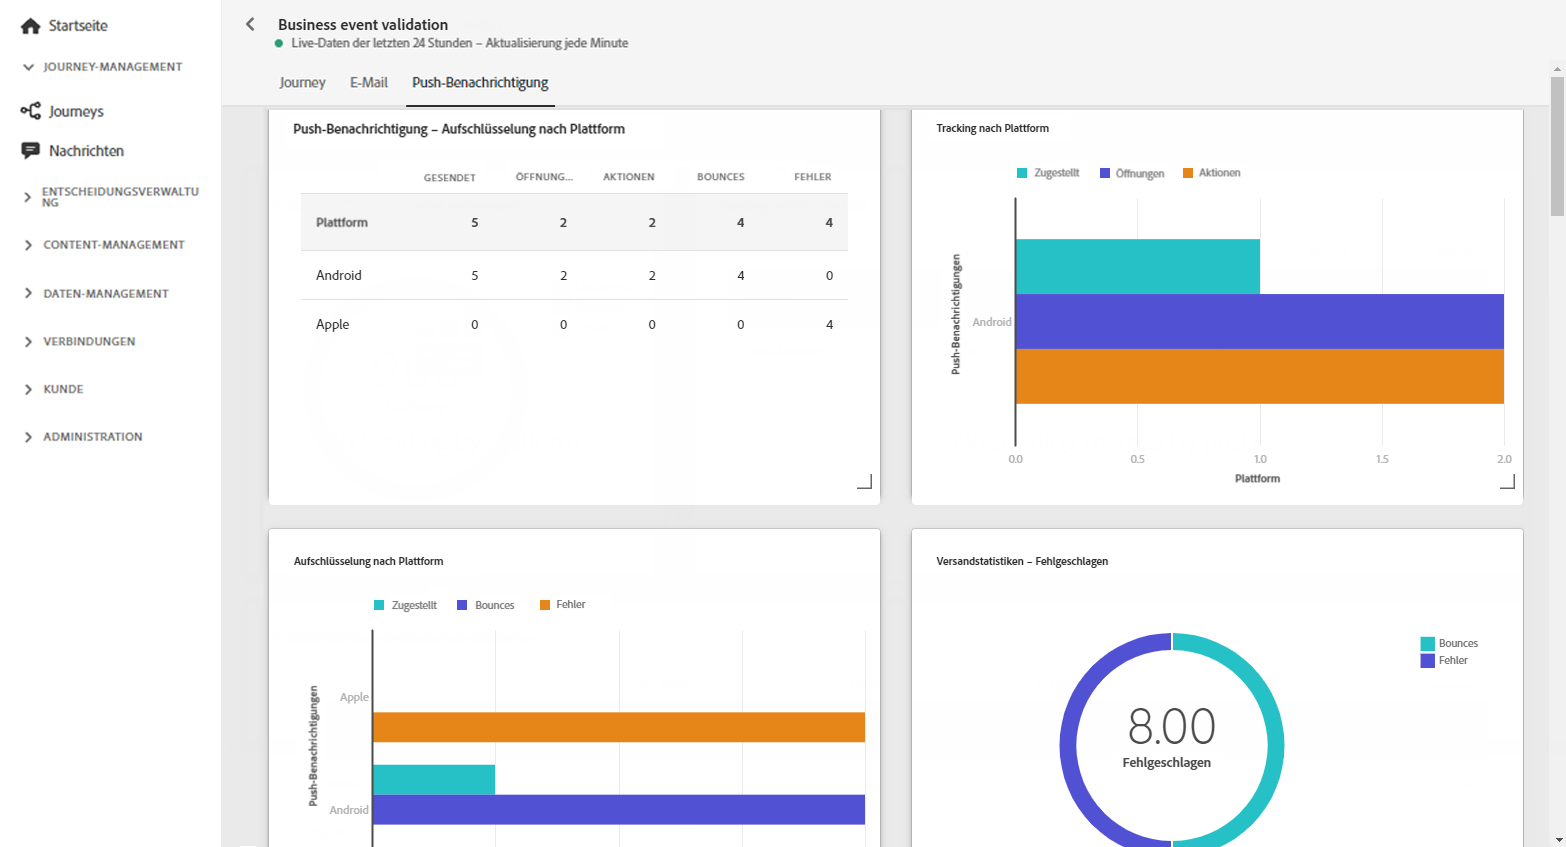 Startseite
JOURNEY-MANAGEMENT
Journeys
Nachrichten
ENTSCHEIDUNGSVERWALTU
NG
CONTENT-MANAGEMENT
DATEN-MANAGEMENT
VERBINDUNGEN
KUNDE
ADMINISTRATION
Business event validation
Live-Daten der letzten 24 Stunden – Aktualisierung jede Minute
Journey E-Mail Push-Benachrichtigung
Push-Benachrichtigung – Aufschlüsselung nach Plattform
GESENDET ÖFFNUNG... AKTIONEN BOUNCES FEHLER
Plattform 5 2 2 4 4
Android 5 2 2 4 0
Apple 0 0 0 0 4
Tracking nach Plattform
Zugestellt Öffnungen Aktionen
Push-Benachrichtigungen
Android
0.0 0.5 1.0 1.5 2.0
Plattform
Aufschlüsselung nach Plattform
Zugestellt Bounces Fehler
Push-Benachrichtigungen
Apple
Android
Versandstatistiken – Fehlgeschlagen
Bounces
Fehler
8.00
Fehlgeschlagen